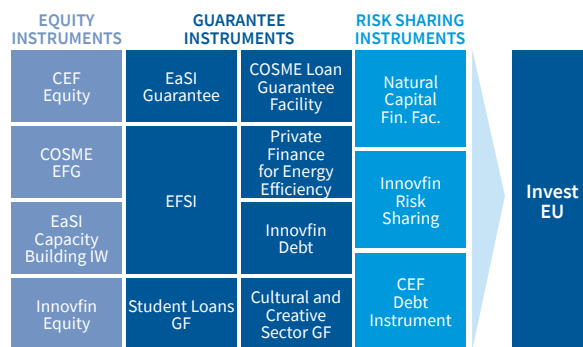 EQUITY
INSTRUMENTS
GUARANTEE
INSTRUMENTS
RISK SHARING
INSTRUMENTS
CEF
Equity
COSME
EFG
EaSI
Capacity
Building IW
Innovfin
Equity
EaSI
Guarantee
EFSI
Student Loans
GF
COSME Loan
Guarantee
Facility
Private
Finance
for Energy
Efficiency
Innovfin
Debt
Cultural and
Creative
Sector GF
Natural
Capital
Fin. Fac.
Innovfin
Risk
Sharing
CEF
Debt
Instrument
Invest
EU